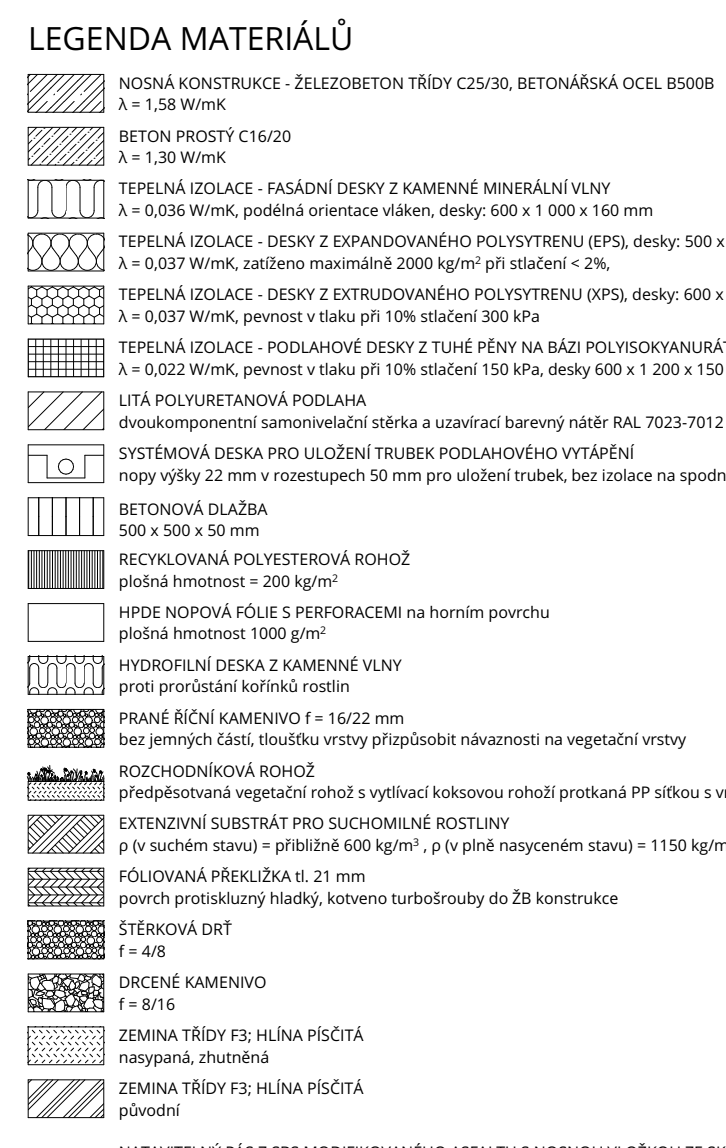 LEGENDA MATERIÁLŮ
NOSNÁ KONSTRUKCE - ŽELEZOBETON TŘÍDY C25/30, BETONÁŘSKÁ OCEL B500B
λ = 1,58 W/mK
BETON PROSTÝ C16/20
λ = 1,30 W/mK
TEPELNÁ IZOLACE - FASÁDNÍ DESKY Z KAMENNÉ MINERÁLNÍ VLNY
λ = 0,036 W/mK, podélná orientace vláken, desky: 600 x 1 000 x 160 mm
TEPELNÁ IZOLACE - DESKY Z EXPANDOVANÉHO POLYSYTRENU (EPS), desky: 500 x
λ = 0,037 W/mK, zatíženo maximálně 2000 kg/m² při stlačení < 2%,
TEPELNÁ IZOLACE - DESKY Z EXTRUDOVANÉHO POLYSYTRENU (XPS), desky: 600 x
λ = 0,037 W/mK, pevnost v tlaku při 10% stlačení 300 kPa
TEPELNÁ IZOLACE - PODLAHOVÉ DESKY Z TUHÉ PĚNY NA BÁZI POLYISOKYANURÁT
λ = 0,022 W/mK, pevnost v tlaku při 10% stlačení 150 kPa, desky 600 x 1 200 x 150
LITÁ POLYURETANOVÁ PODLAHA
dvoukomponentní samonivelační stěrka a uzavírací barevný nátěr RAL 7023-7012
SYSTÉMOVÁ DESKA PRO ULOŽENÍ TRUBEK PODLAHOVÉHO VYTÁPĚNÍ
nopy výšky 22 mm v rozestupech 50 mm pro uložení trubek, bez izolace na spodn
BETONOVÁ DLAŽBA
500 x 500 x 50 mm
RECYKLOVANÁ POLYESTEROVÁ ROHOŽ
plošná hmotnost = 200 kg/m²
HPDE NOPOVÁ FÓLIE S PERFORACEMI na horním povrchu
plošná hmotnost 1000 g/m²
HYDROFILNÍ DESKA Z KAMENNÉ VLNY
proti prorůstání kořínků rostlin
PRANÉ ŘÍČNÍ KAMENIVO f = 16/22 mm
bez jemných částí, tloušťku vrstvy přizpůsobit návaznosti na vegetační vrstvy
ROZCHODNÍKOVÁ ROHOŽ
předpěsotvaná vegetační rohož s vytlívací koksovou rohoží protkaná PP síťkou s vr
EXTENZIVNÍ SUBSTRÁT PRO SUCHOMILNÉ ROSTLINY
ρ (v suchém stavu) = přibližně 600 kg/m³ , ρ (v plně nasyceném stavu) = 1150 kg/m
FÓLIOVANÁ PŘEKLIŽKA tl. 21 mm
povrch protiskluzný hladký, kotveno turbošrouby do ŽB konstrukce
ŠTĚRKOVÁ DRŤ
f = 4/8
DRCENÉ KAMENIVO
f = 8/16
ZEMINA TŘÍDY F3; HLÍNA PÍSČITÁ
nasypaná, zhutněná
ZEMINA TŘÍDY F3; HLÍNA PÍSČITÁ
původní